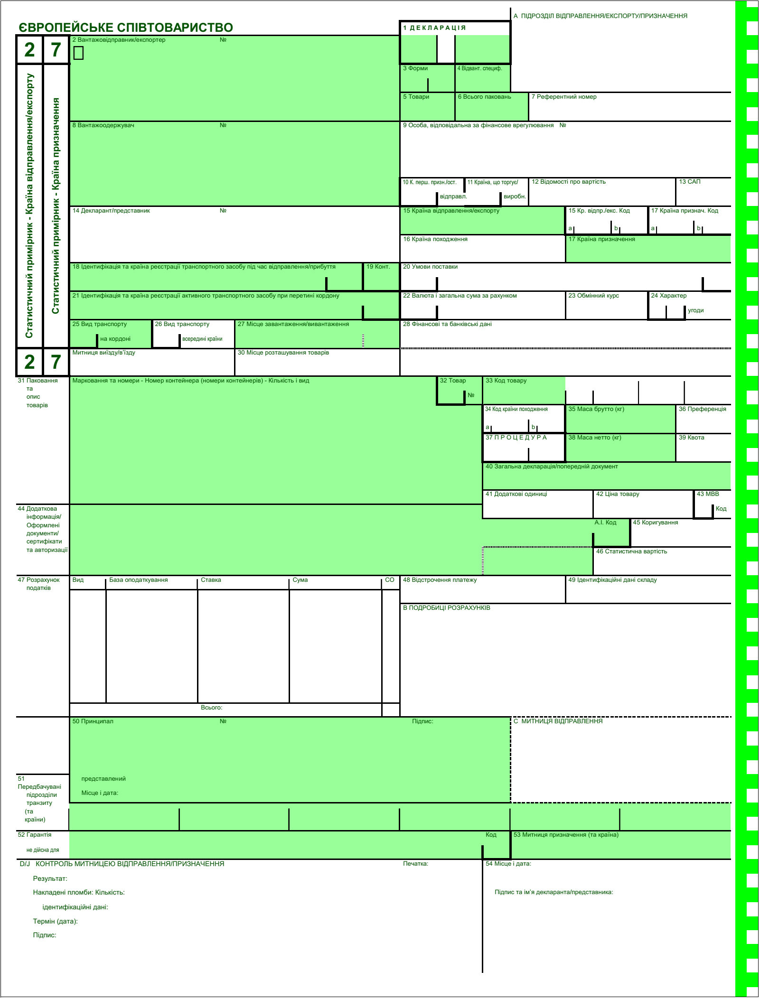 А ПІДРОЗДІЛ ВІДПРАВЛЕННЯ/ЕКСПОРТУ/ПРИЗНАЧЕННЯ
ЄВРОПЕЙСЬКЕ СПІВТОВАРИСТВО
1 ДЕКЛАРАЦІЯ
2 7
2 Вантажовідправник/експортер №
3 Форми
4 Відвант. специф.
5 Товари
6 Всього паковань
7 Референтний номер
Статистичний примірник - Країна відправлення/експорту
Статистичний примірник - Країна призначення
8 Вантажоодержувач №
9 Особа, відповідальна за фінансове врегулювання №
10 К. перш. призн./ост.
відправл.
11 Країна, що торгує/
виробн.
12 Відомості про вартість
13 САП
14 Декларант/представник №
15 Країна відправлення/експорту
15 Кр. відпр./екс. Код
a b
17 Країна признач. Код
a b
16 Країна походження
17 Країна призначення
18 Ідентифікація та країна реєстрації транспортного засобу під час відправлення/прибуття
19 Конт.
20 Умови поставки
21 Ідентифікація та країна реєстрації активного транспортного засобу при перетині кордону
22 Валюта і загальна сума за рахунком
23 Обмінний курс
24 Характер
угоди
25 Вид транспорту
на кордоні
26 Вид транспорту
всередині країни
27 Місце завантаження/вивантаження
28 Фінансові та банківські дані
2 7
Митниця виїзду/в'їзду
30 Місце розташування товарів
31 Паковання
та
опис
товарів
Марковання та номери - Номер контейнера (номери контейнерів) - Кількість і вид
32 Товар
№
33 Код товару
34 Код країни походження
a b
35 Маса брутто (кг)
36 Преференція
37 П Р О Ц Е Д У Р А
38 Маса нетто (кг)
39 Квота
40 Загальна декларація/попередній документ
41 Додаткові одиниці
42 Ціна товару
43 МВВ
Код
44 Додаткова
інформація/
Оформлені
документи/
сертифікати
та авторизації
А.І. Код
45 Коригування
46 Статистична вартість
47 Розрахунок
податків
Вид База оподаткування Ставка Сума СО
48 Відстрочення платежу
49 Ідентифікаційні дані складу
В ПОДРОБИЦІ РОЗРАХУНКІВ
Всього:
50 Принципал № Підпис:
С МИТНИЦЯ ВІДПРАВЛЕННЯ
представлений
Місце і дата:
51
Передбачувані
підрозділи
транзиту
(та
країни)
52 Гарантія
не дійсна для
Код
53 Митниця призначення (та країна)
D/J КОНТРОЛЬ МИТНИЦЕЮ ВІДПРАВЛЕННЯ/ПРИЗНАЧЕННЯ
Печатка:
54 Місце і дата:
Результат:
Накладені пломби: Кількість:
Підпис та ім'я декларанта/представника:
ідентифікаційні дані:
Термін (дата):
Підпис: